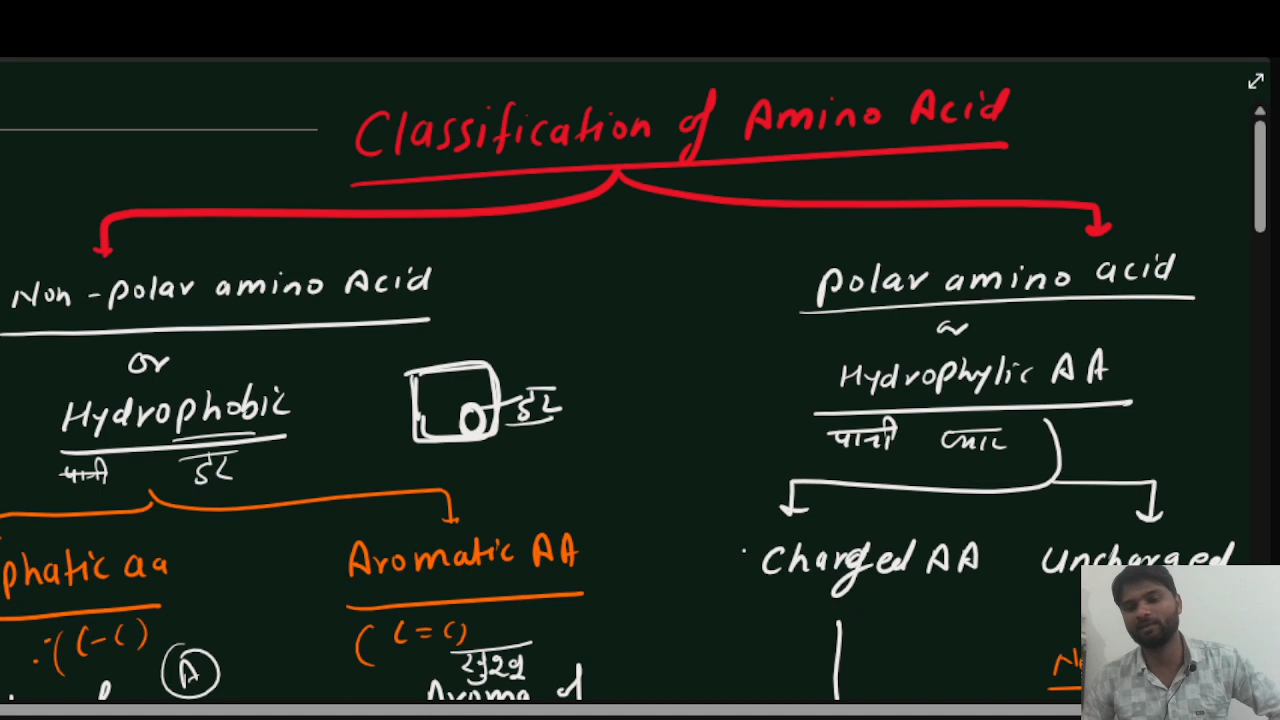 Classification of Amino Acid
Non-polar amino Acid
or
Hydrophobic
पानी डर
डर
phatic aa
(C-C)
A
Aromatic AA
(C=C)
खुशबु
polar amino acid
or
Hydrophylic AA
पानी प्यार
Charged AA
Uncharged